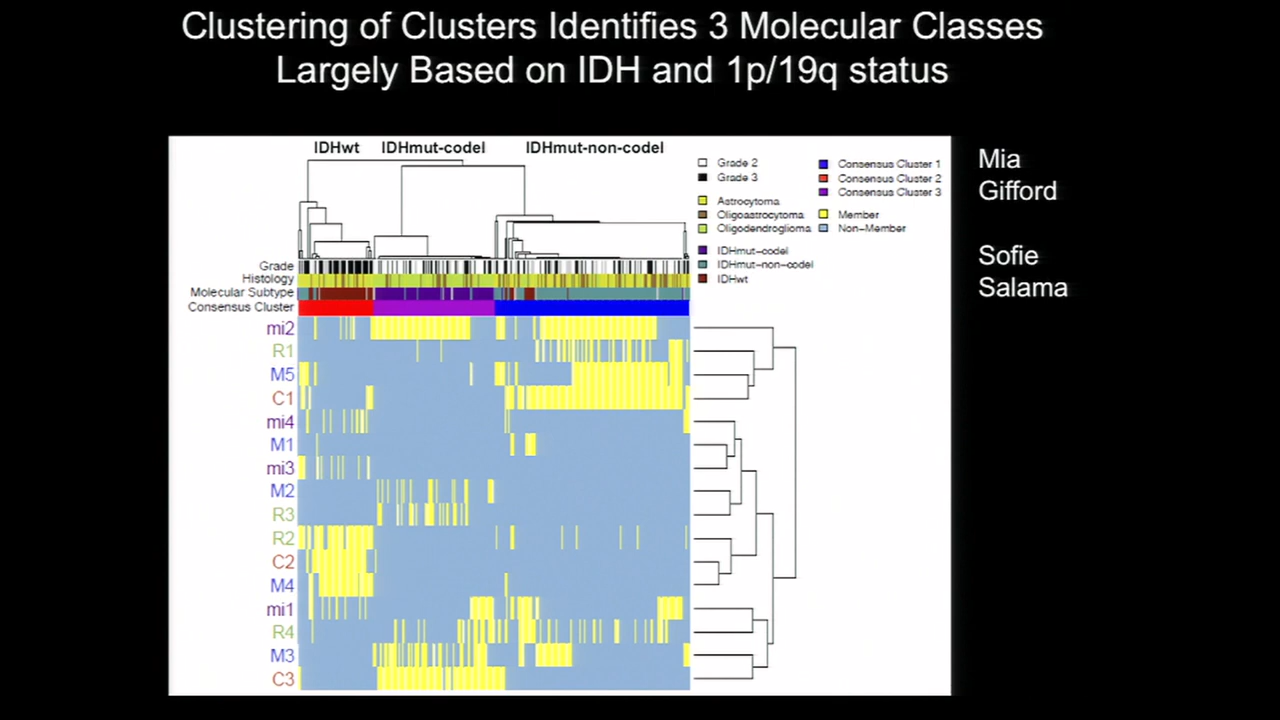 Clustering of Clusters Identifies 3 Molecular Classes
Largely Based on IDH and 1p/19q status
IDHwt IDHmut-codel IDHmut-non-codel
Grade 2
Grade 3
Astrocytoma
Oligoastrocytoma
Oligodendroglioma
IDHmut-codel
IDHmut-non-codel
IDHwt
Consensus Cluster 1
Consensus Cluster 2
Consensus Cluster 3
Member
Non-Member
Mia
Gifford
Sofie
Salama
Grade
Histology
Molecular Subtype
Consensus Cluster
mi2
R1
M5
C1
mi4
M1
mi3
M2
R3
R2
C2
M4
mi1
R4
M3
C3